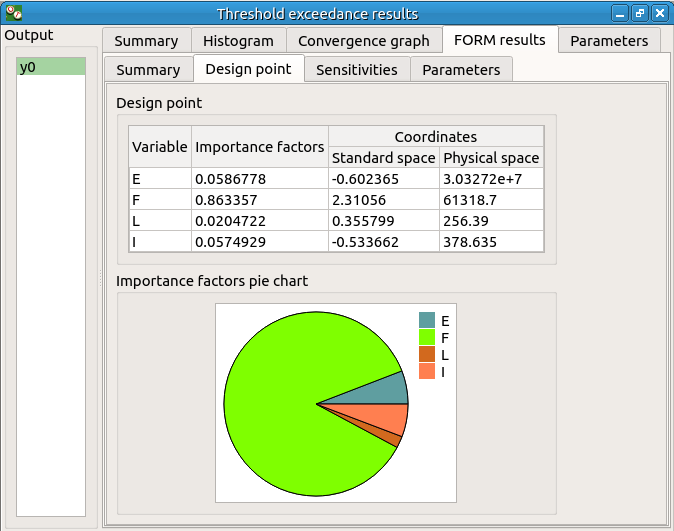 Threshold exceedance results
Output
y0
Summary Histogram Convergence graph FORM results Parameters
Summary Design point Sensitivities Parameters
Design point
Variable Importance factors Coordinates
Standard space Physical space
E 0.0586778 -0.602365 3.03272e+7
F 0.863357 2.31056 61318.7
L 0.0204722 0.355799 256.39
I 0.0574929 -0.533662 378.635
Importance factors pie chart
E
F
L
I